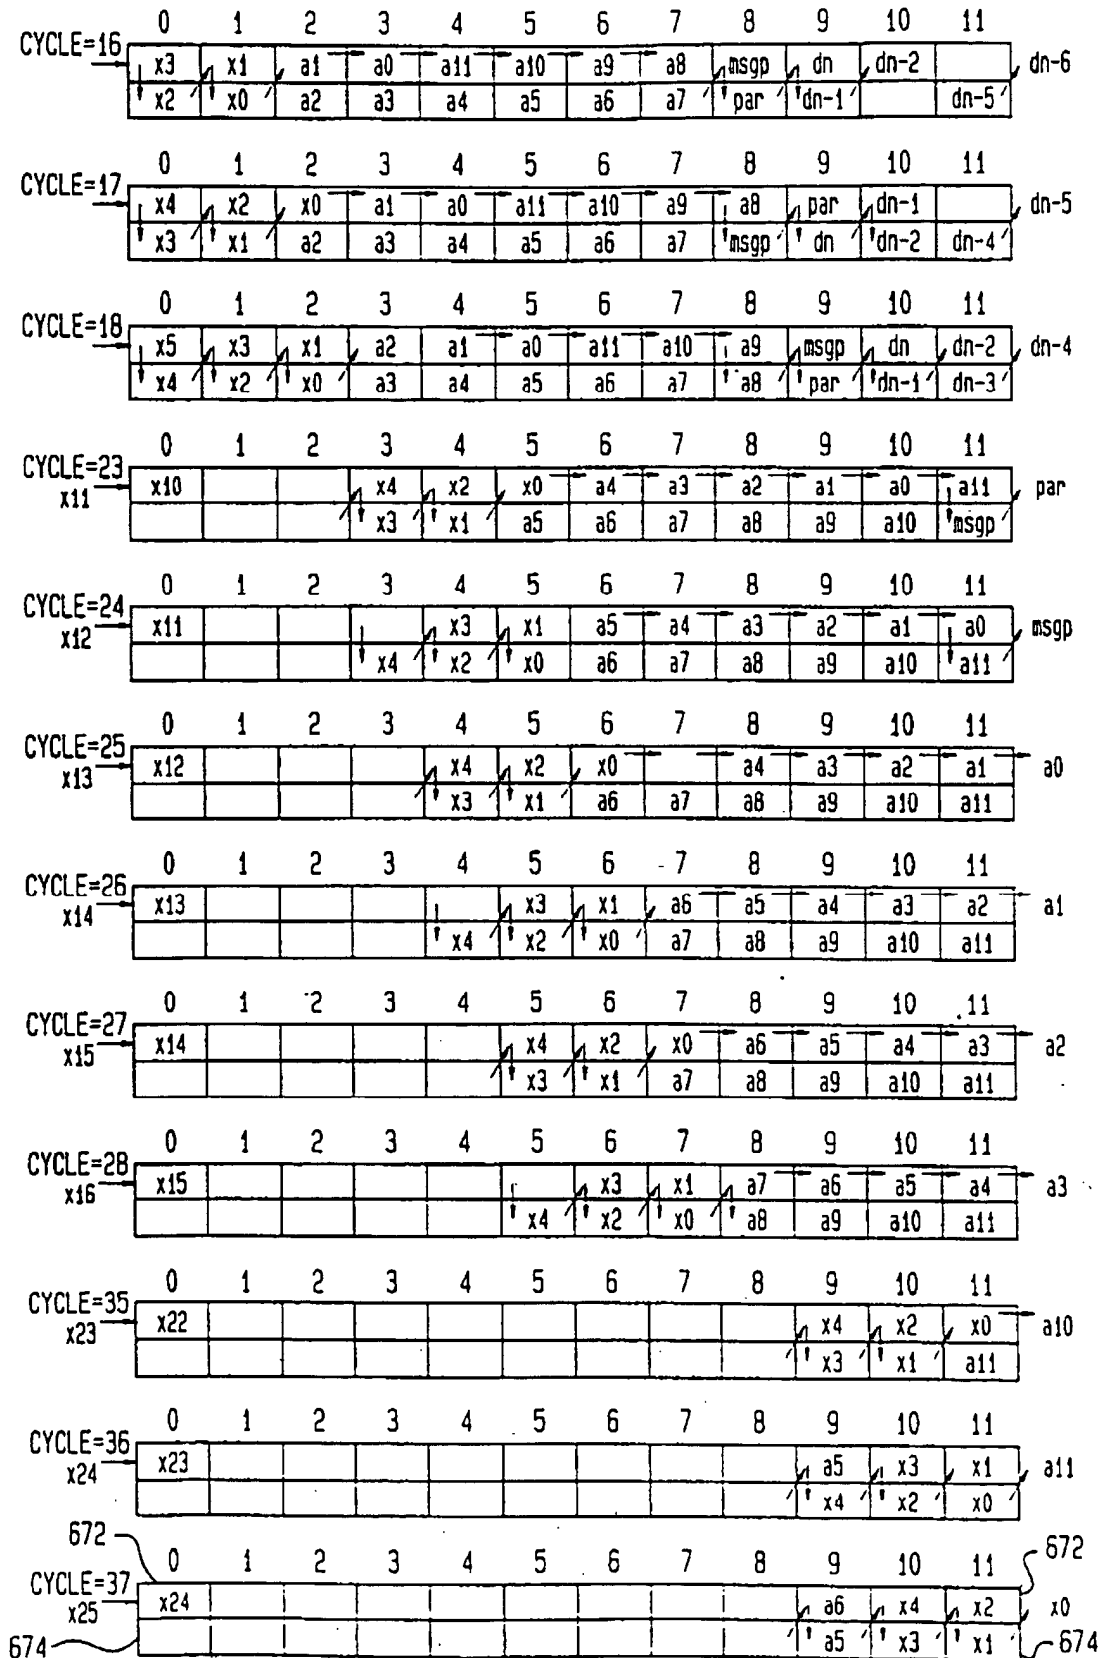 0 1 2 3 4 5 6 7 8 9 10 11
CYCLE=16
x3 x1 a1 a0 a11 a10 a9 a8 msgp dn dn-2 dn-6
x2 x0 a2 a3 a4 a5 a6 a7 par dn-1 dn-5
0 1 2 3 4 5 6 7 8 9 10 11
CYCLE=17
x4 x2 x0 a1 a0 a11 a10 a9 a8 par dn-1 dn-5
x3 x1 a2 a3 a4 a5 a6 a7 msgp dn dn-2 dn-4
0 1 2 3 4 5 6 7 8 9 10 11
CYCLE=18
x5 x3 x1 a2 a1 a0 a11 a10 a9 msgp dn dn-2 dn-4
x4 x2 x0 a3 a4 a5 a6 a7 a8 par dn-1 dn-3
0 1 2 3 4 5 6 7 8 9 10 11
CYCLE=23
x11 x10 x4 x2 x0 a4 a3 a2 a1 a0 a11 par
x3 x1 a5 a6 a7 a8 a9 a10 msgp
0 1 2 3 4 5 6 7 8 9 10 11
CYCLE=24
x12 x11 x3 x1 a5 a4 a3 a2 a1 a0 msgp
x4 x2 x0 a6 a7 a8 a9 a10 a11
0 1 2 3 4 5 6 7 8 9 10 11
CYCLE=25
x13 x12 x4 x2 x0 a4 a3 a2 a1 a0
x3 x1 a6 a7 a8 a9 a10 a11
0 1 2 3 4 5 6 7 8 9 10 11
CYCLE=26
x14 x13 x3 x1 a6 a5 a4 a3 a2 a1
x4 x2 x0 a7 a8 a9 a10 a11
0 1 2 3 4 5 6 7 8 9 10 11
CYCLE=27
x15 x14 x4 x2 x0 a6 a5 a4 a3 a2
x3 x1 a7 a8 a9 a10 a11
0 1 2 3 4 5 6 7 8 9 10 11
CYCLE=28
x16 x15 x3 x1 a7 a6 a5 a4 a3
x4 x2 x0 a8 a9 a10 a11
0 1 2 3 4 5 6 7 8 9 10 11
CYCLE=35
x23 x22 x4 x2 x0 a10
x3 x1 a11
0 1 2 3 4 5 6 7 8 9 10 11
CYCLE=36
x24 x23 a5 x3 x1 a11
x4 x2 x0
672 0 1 2 3 4 5 6 7 8 9 10 11 672
CYCLE=37
x25 x24 a6 x4 x2 x0
674 a5 x3 x1 674